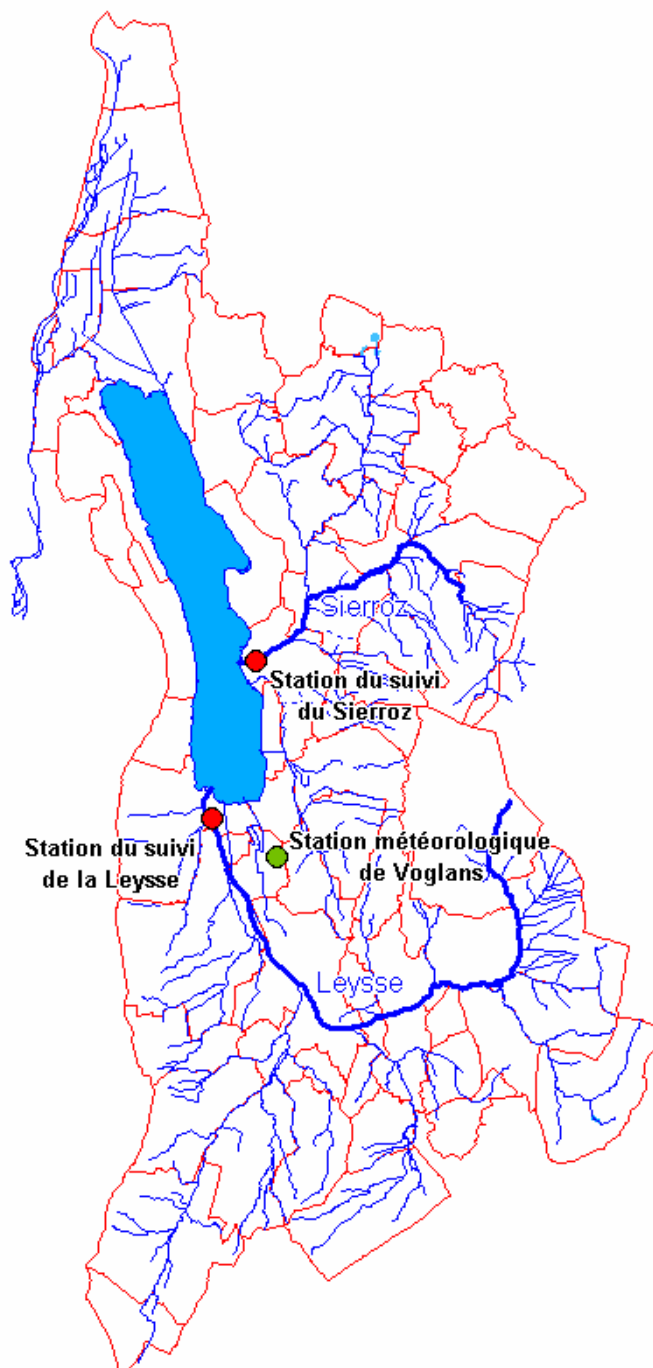 Sierroz
Station du suivi
du Sierroz
Station du suivi
de la Leysse
Station météorologique
de Voglans
Leysse